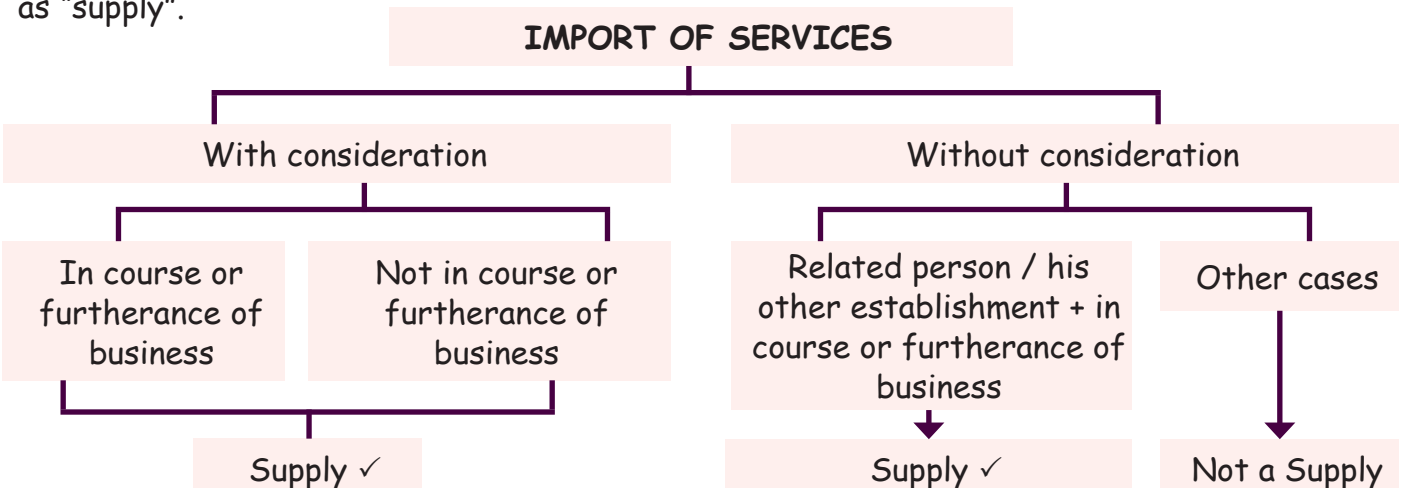 as "supply".
IMPORT OF SERVICES
With consideration
Without consideration
In course or
furtherance of
business
Not in course or
furtherance of
business
Related person / his
other establishment + in
course or furtherance of
business
Other cases
Supply ✓
Supply ✓
Not a Supply